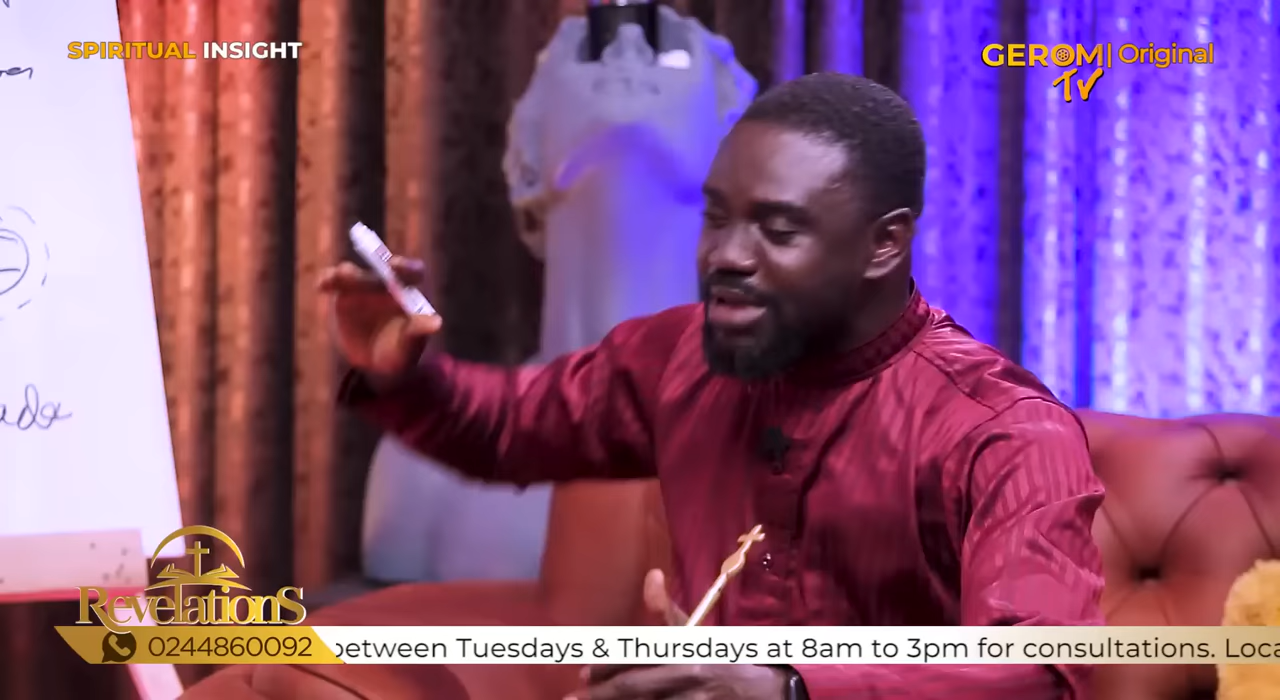 SPIRITUAL INSIGHT
GEROM| Original
TV
RevelationS
0244860092
between Tuesdays & Thursdays at 8am to 3pm for consultations. Loca